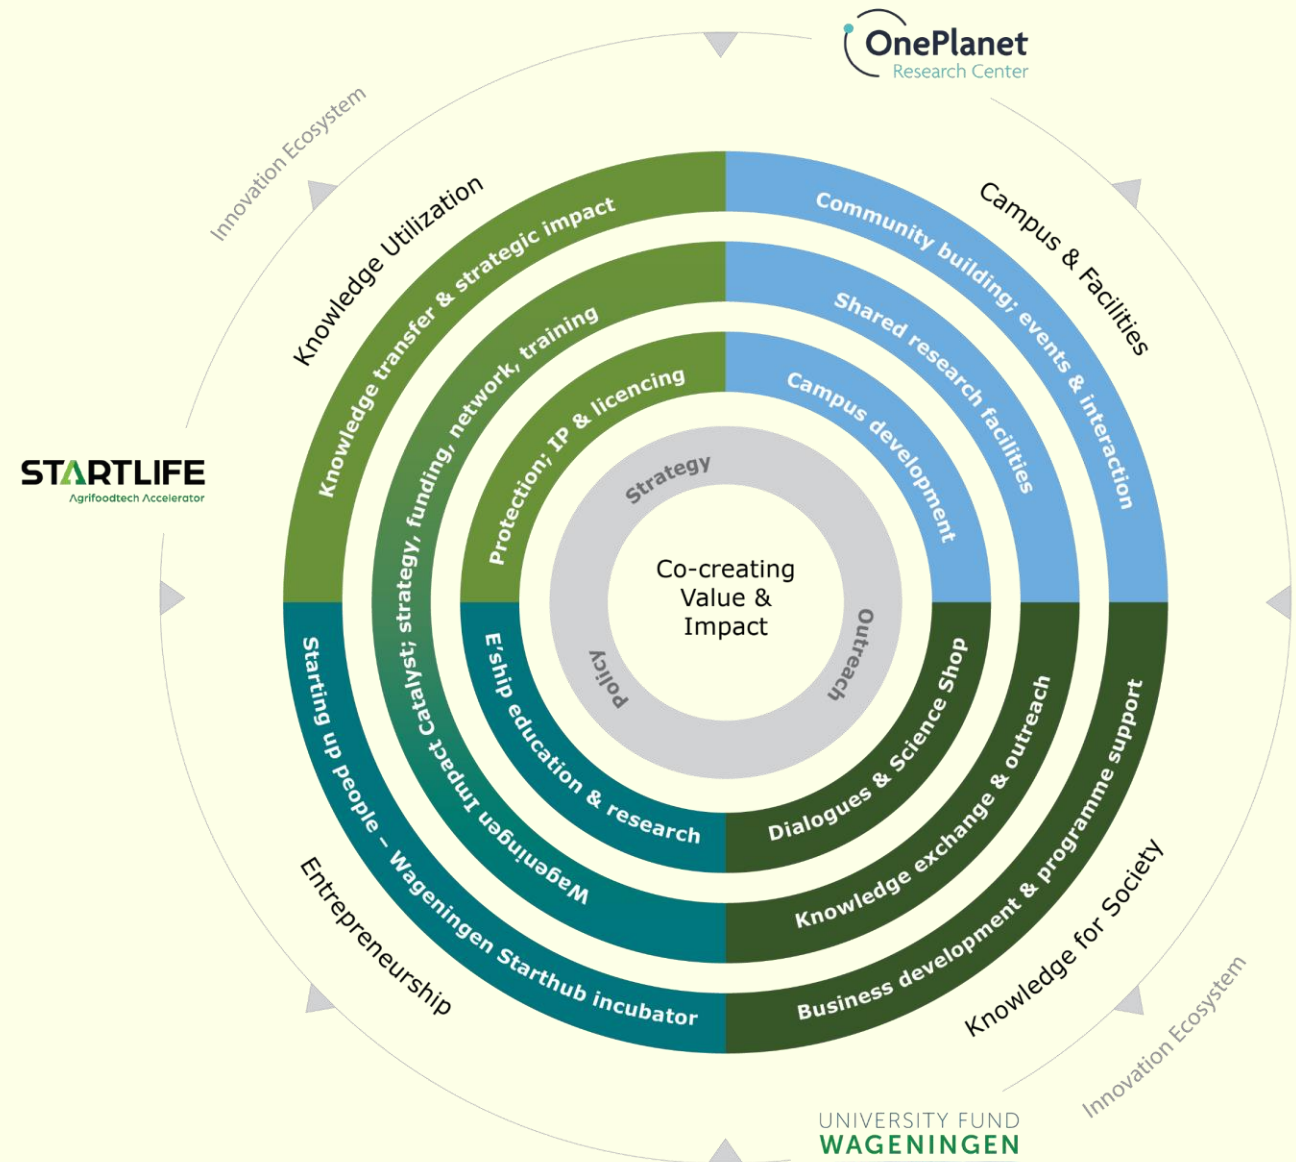 OnePlanet
Research Center
Innovation Ecosystem
Knowledge Utilization
Campus & Facilities
Knowledge transfer & strategic impact
Community building; events & interaction
Wageningen Impact Catalyst; strategy, funding, network, training
Shared research facilities
Protection; IP & licencing
Campus development
STARTLIFE
Agrifoodtech Accelerator
Strategy
Outreach
Policy
Co-creating
Value &
Impact
E'ship education & research
Dialogues & Science Shop
Knowledge exchange & outreach
Starting up people – Wageningen Starthub incubator
Business development & programme support
Entrepreneurship
Knowledge for Society
Innovation Ecosystem
UNIVERSITY FUND
WAGENINGEN